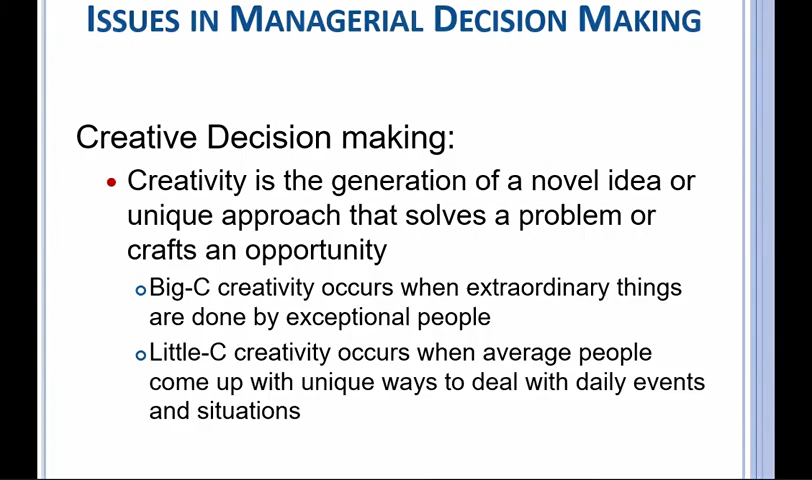 ISSUES IN MANAGERIAL DECISION MAKING
Creative Decision making:
• Creativity is the generation of a novel idea or
unique approach that solves a problem or
crafts an opportunity
Big-C creativity occurs when extraordinary things
are done by exceptional people
Little-C creativity occurs when average people
come up with unique ways to deal with daily events
and situations